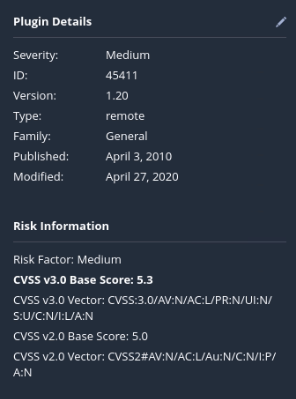 Plugin Details
Severity: Medium
ID: 45411
Version: 1.20
Type: remote
Family: General
Published: April 3, 2010
Modified: April 27, 2020
Risk Information
Risk Factor: Medium
CVSS v3.0 Base Score: 5.3
CVSS v3.0 Vector: CVSS:3.0/AV:N/AC:L/PR:N/UI:N/
S:U/C:N/I:L/A:N
CVSS v2.0 Base Score: 5.0
CVSS v2.0 Vector: CVSS2#AV:N/AC:L/Au:N/C:N/I:P/
A:N